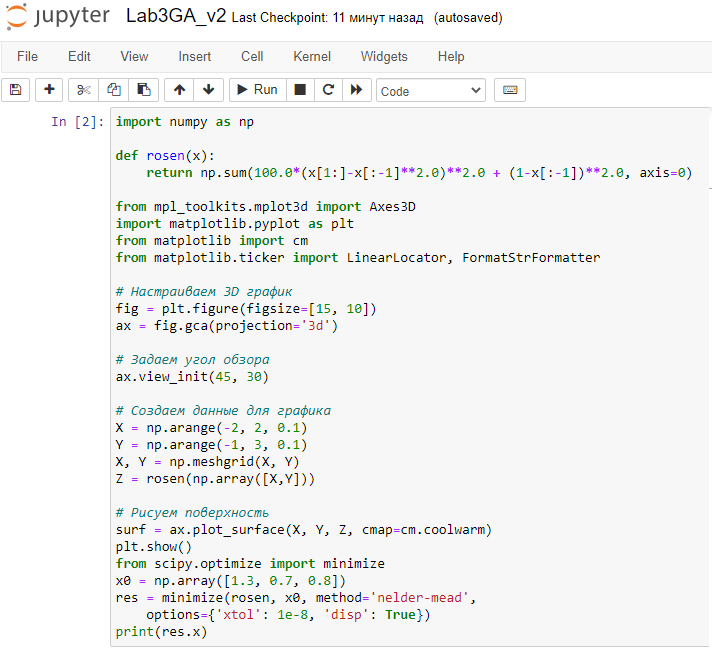 jupyter Lab3GA_v2 Last Checkpoint: 11 минут назад (autosaved)
File Edit View Insert Cell Kernel Widgets Help
Run Code
In [2]: import numpy as np
def rosen(x):
    return np.sum(100.0*(x[1:]-x[:-1]**2.0)**2.0 + (1-x[:-1])**2.0, axis=0)
from mpl_toolkits.mplot3d import Axes3D
import matplotlib.pyplot as plt
from matplotlib import cm
from matplotlib.ticker import LinearLocator, FormatStrFormatter
# Настраиваем 3D график
fig = plt.figure(figsize=[15, 10])
ax = fig.gca(projection='3d')
# Задаем угол обзора
ax.view_init(45, 30)
# Создаем данные для графика
X = np.arange(-2, 2, 0.1)
Y = np.arange(-1, 3, 0.1)
X, Y = np.meshgrid(X, Y)
Z = rosen(np.array([X,Y]))
# Рисуем поверхность
surf = ax.plot_surface(X, Y, Z, cmap=cm.coolwarm)
plt.show()
from scipy.optimize import minimize
x0 = np.array([1.3, 0.7, 0.8])
res = minimize(rosen, x0, method='nelder-mead',
    options={'xtol': 1e-8, 'disp': True})
print(res.x)